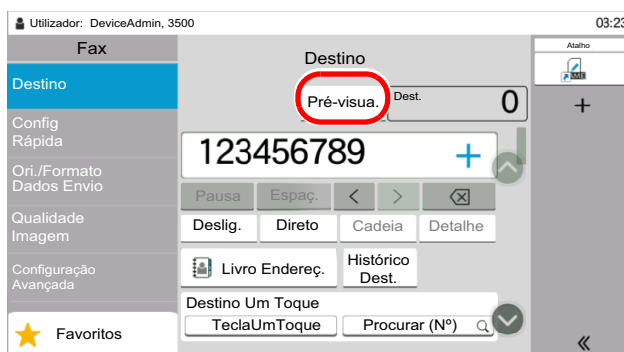 Utilizador: DeviceAdmin, 3500
03:23
Fax
Destino
Config
Rápida
Ori./Formato
Dados Envio
Qualidade
Imagem
Configuração
Avançada
Favoritos
Destino
Pré-visua.
Dest.
0
123456789 +
Pausa
Espaç.
<
>
Deslig.
Direto
Cadeia
Detalhe
Livro Endereç.
Histórico
Dest.
Destino Um Toque
TeclaUmToque
Procurar (Nº)
Atalho
+
«